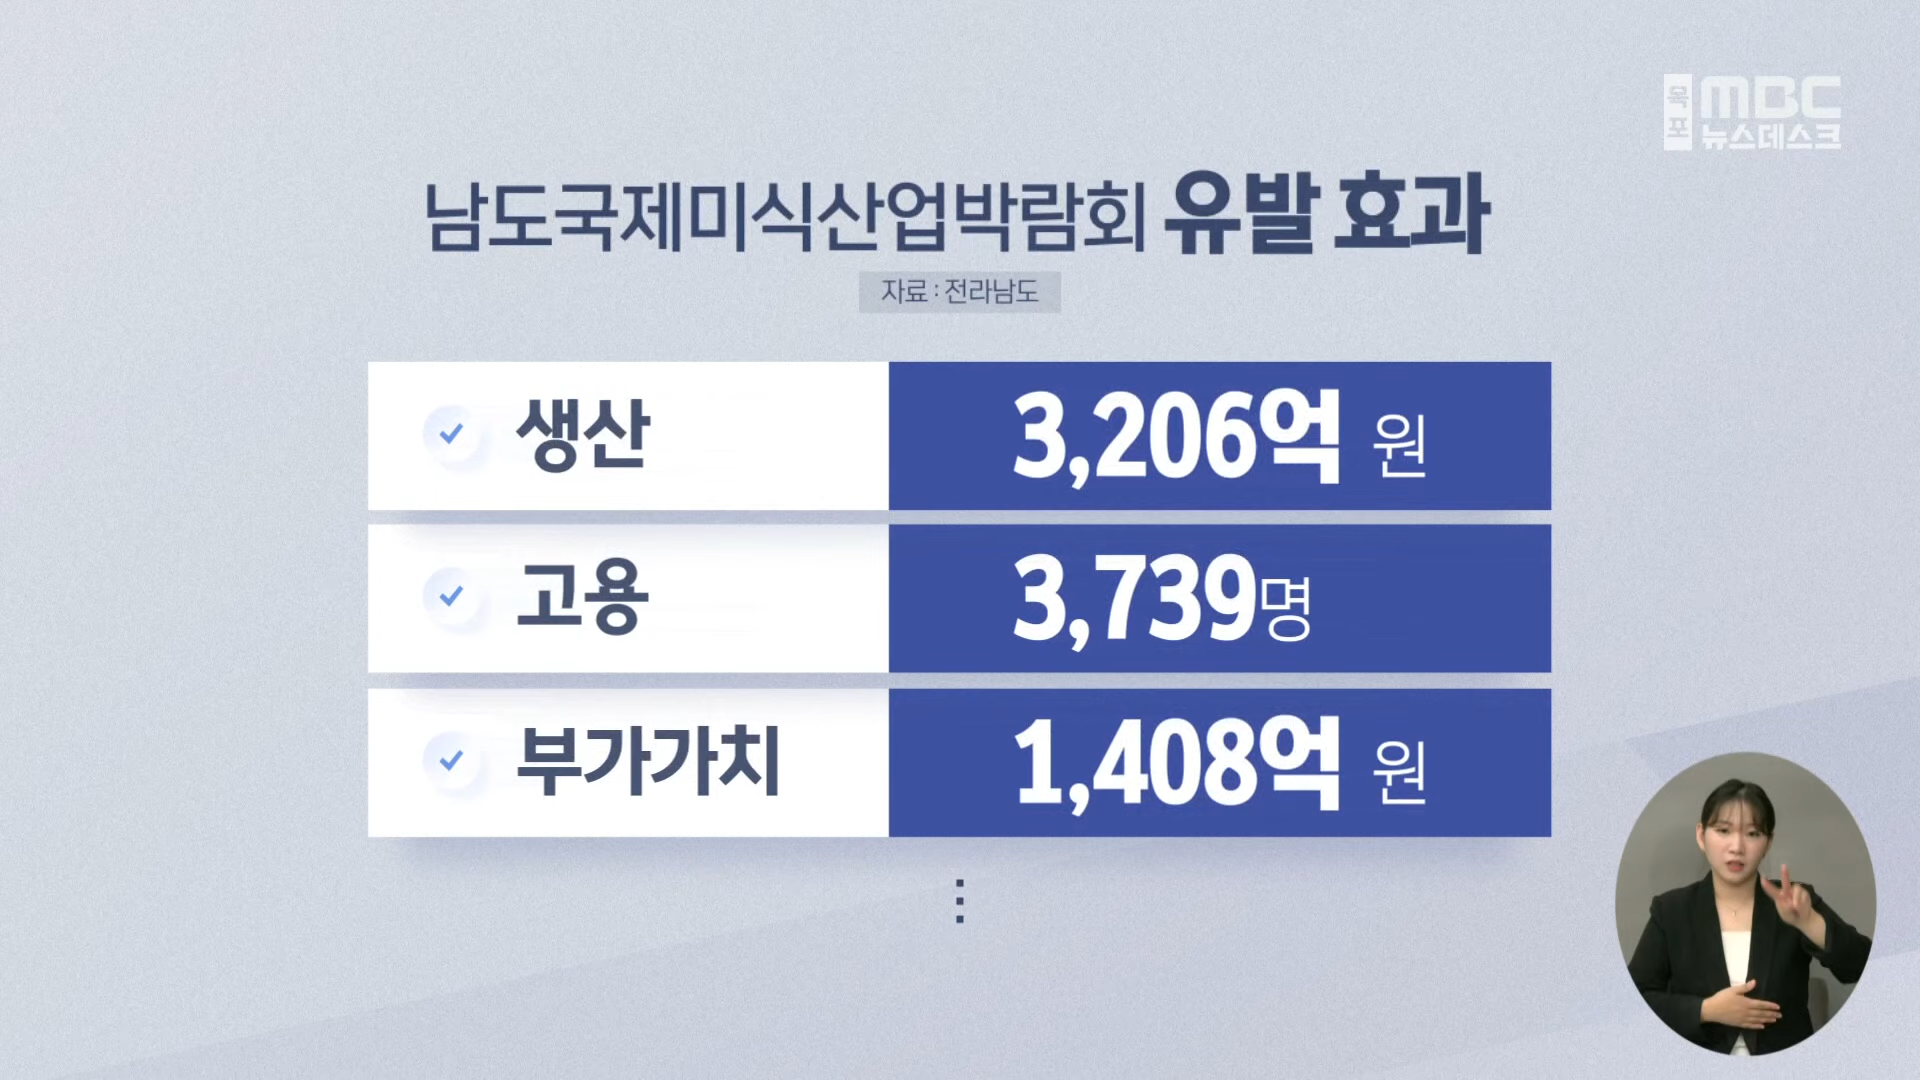 목포 MBC
뉴스데스크
남도국제미식산업박람회 유발 효과
자료 : 전라남도
생산 3,206억 원
고용 3,739명
부가가치 1,408억 원